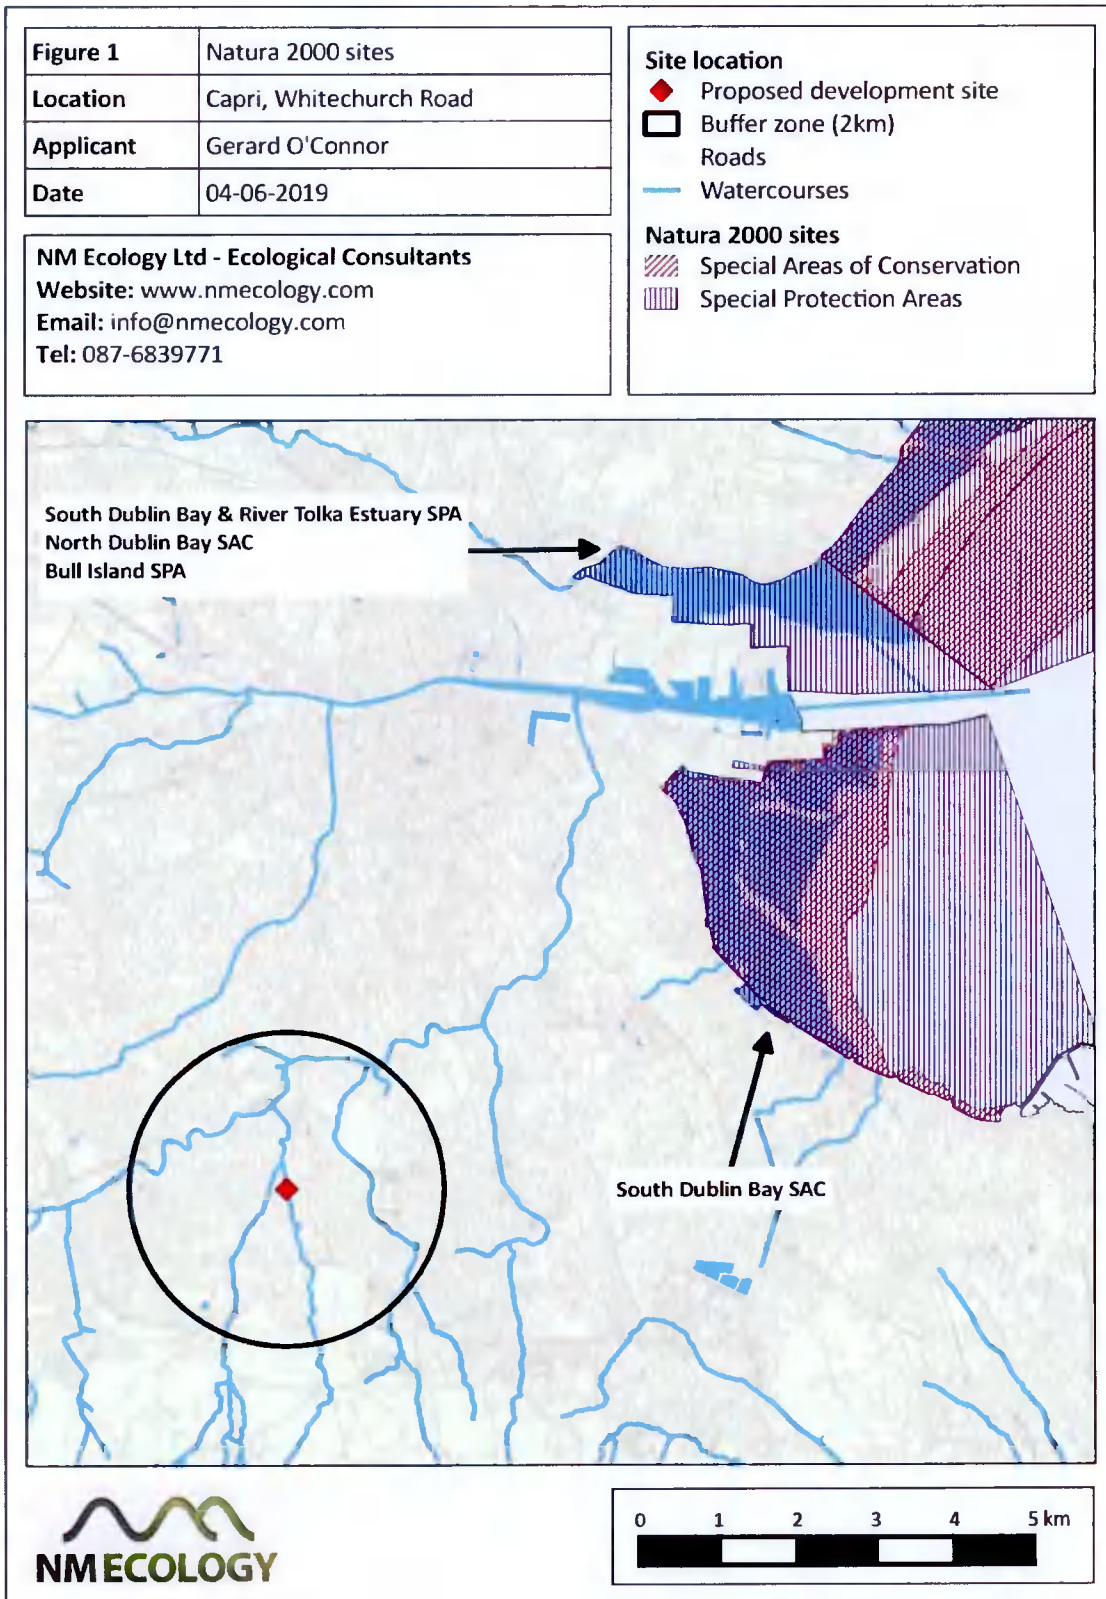 Figure 1 Natura 2000 sites
Location Capri, Whitechurch Road
Applicant Gerard O'Connor
Date 04-06-2019
NM Ecology Ltd - Ecological Consultants
Website: www.nmecology.com
Email: info@nmecology.com
Tel: 087-6839771
Site location
Proposed development site
Buffer zone (2km)
Roads
Watercourses
Natura 2000 sites
Special Areas of Conservation
Special Protection Areas
South Dublin Bay & River Tolka Estuary SPA
North Dublin Bay SAC
Bull Island SPA
South Dublin Bay SAC
NMECOLOGY
0 1 2 3 4 5 km